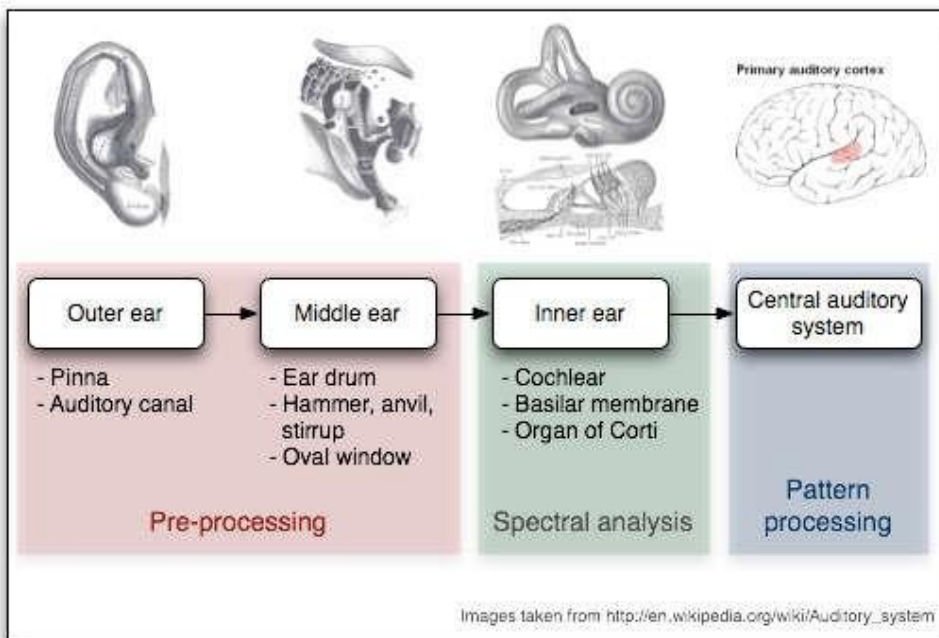 Primary auditory cortex
Outer ear
Middle ear
Inner ear
Central auditory
system
- Pinna
- Auditory canal
- Ear drum
- Hammer, anvil,
stirrup
- Oval window
- Cochlear
- Basilar membrane
- Organ of Corti
Pre-processing
Spectral analysis
Pattern
processing
Images taken from http://en.wikipedia.org/wiki/Auditory_system